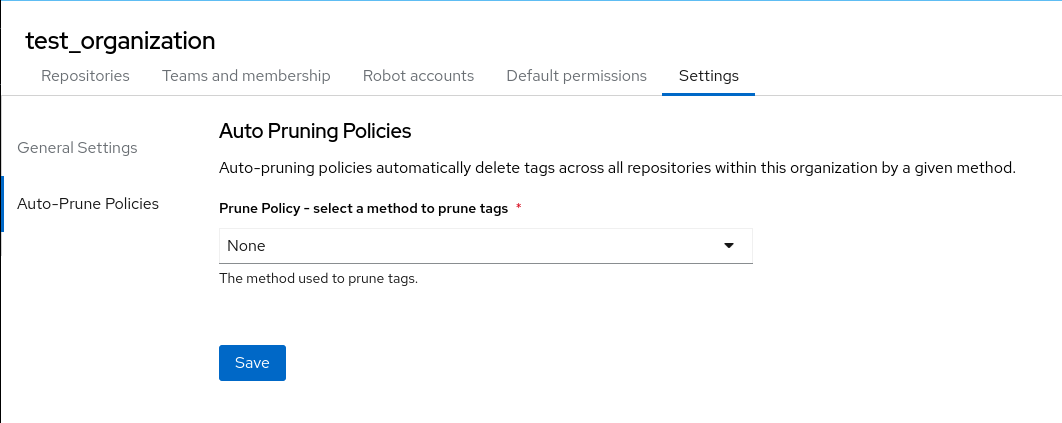 test_organization
Repositories Teams and membership Robot accounts Default permissions Settings
General Settings
Auto-Prune Policies
Auto Pruning Policies
Auto-pruning policies automatically delete tags across all repositories within this organization by a given method.
Prune Policy - select a method to prune tags *
None
The method used to prune tags.
Save